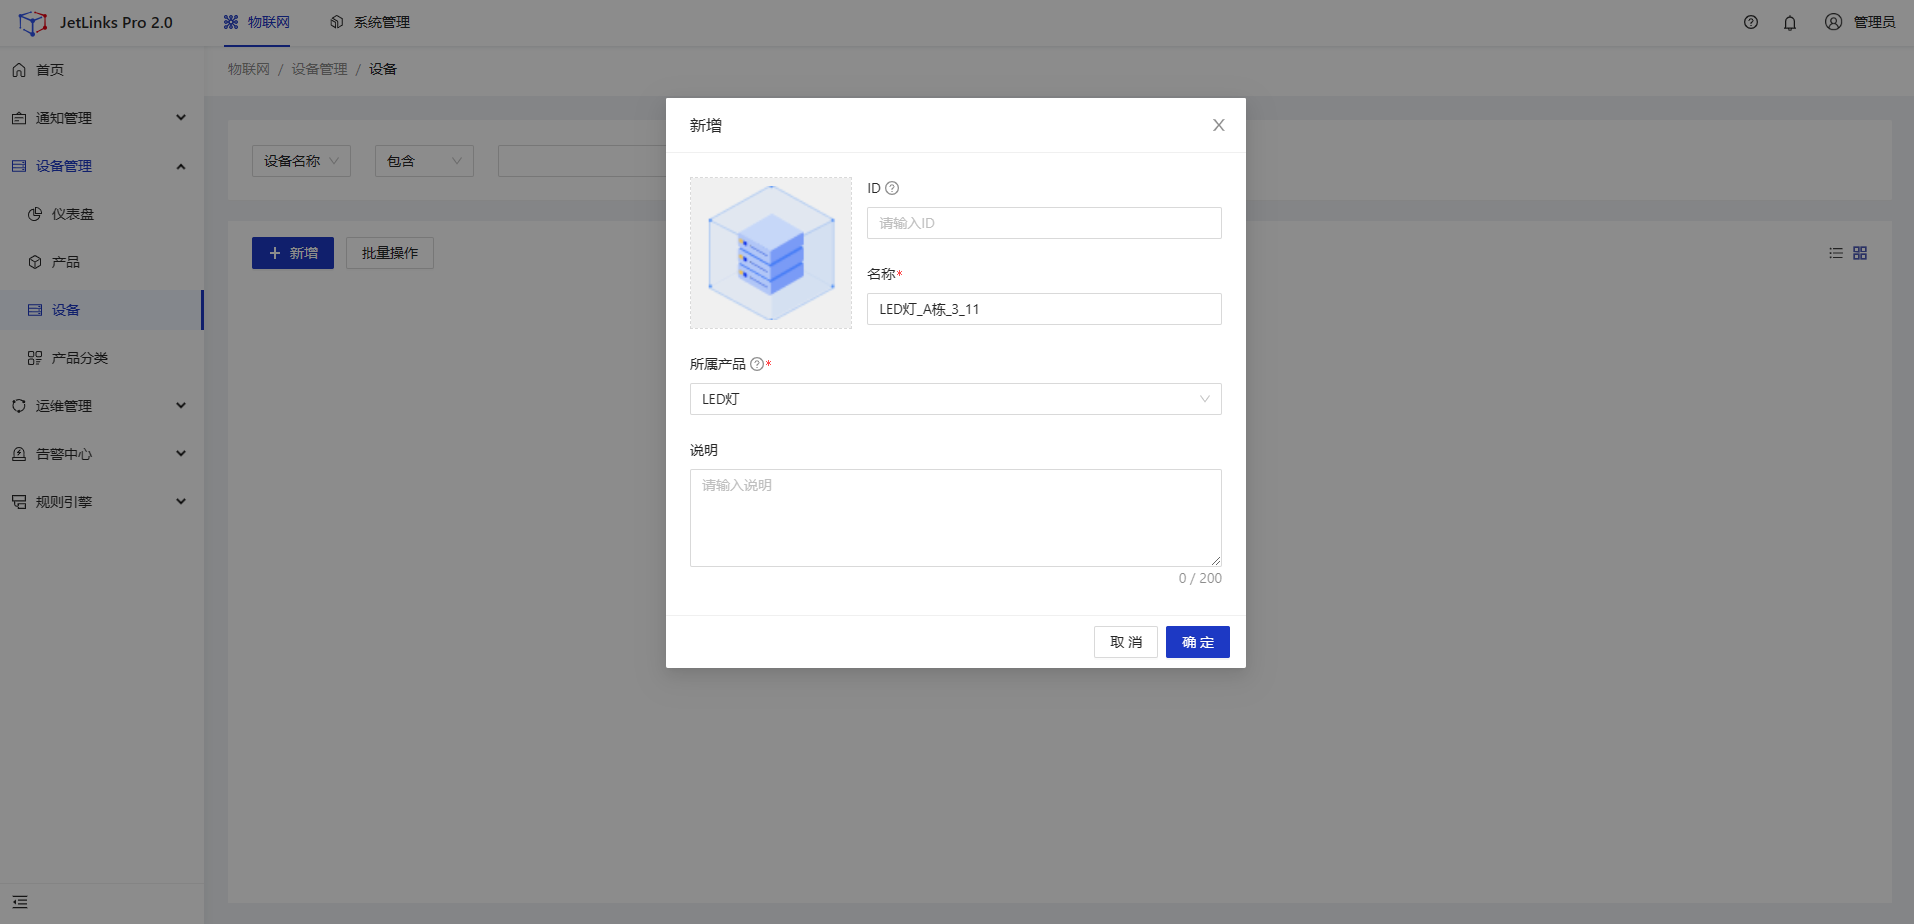 JetLinks Pro 2.0
物联网
系统管理
管理员
首页
通知管理
设备管理
仪表盘
产品
设备
产品分类
运维管理
告警中心
规则引擎
物联网 / 设备管理 / 设备
设备名称
包含
新增
批量操作
新增
ID
请输入ID
名称*
LED灯_A栋_3_11
所属产品 *
LED灯
说明
请输入说明
0 / 200
取 消
确 定